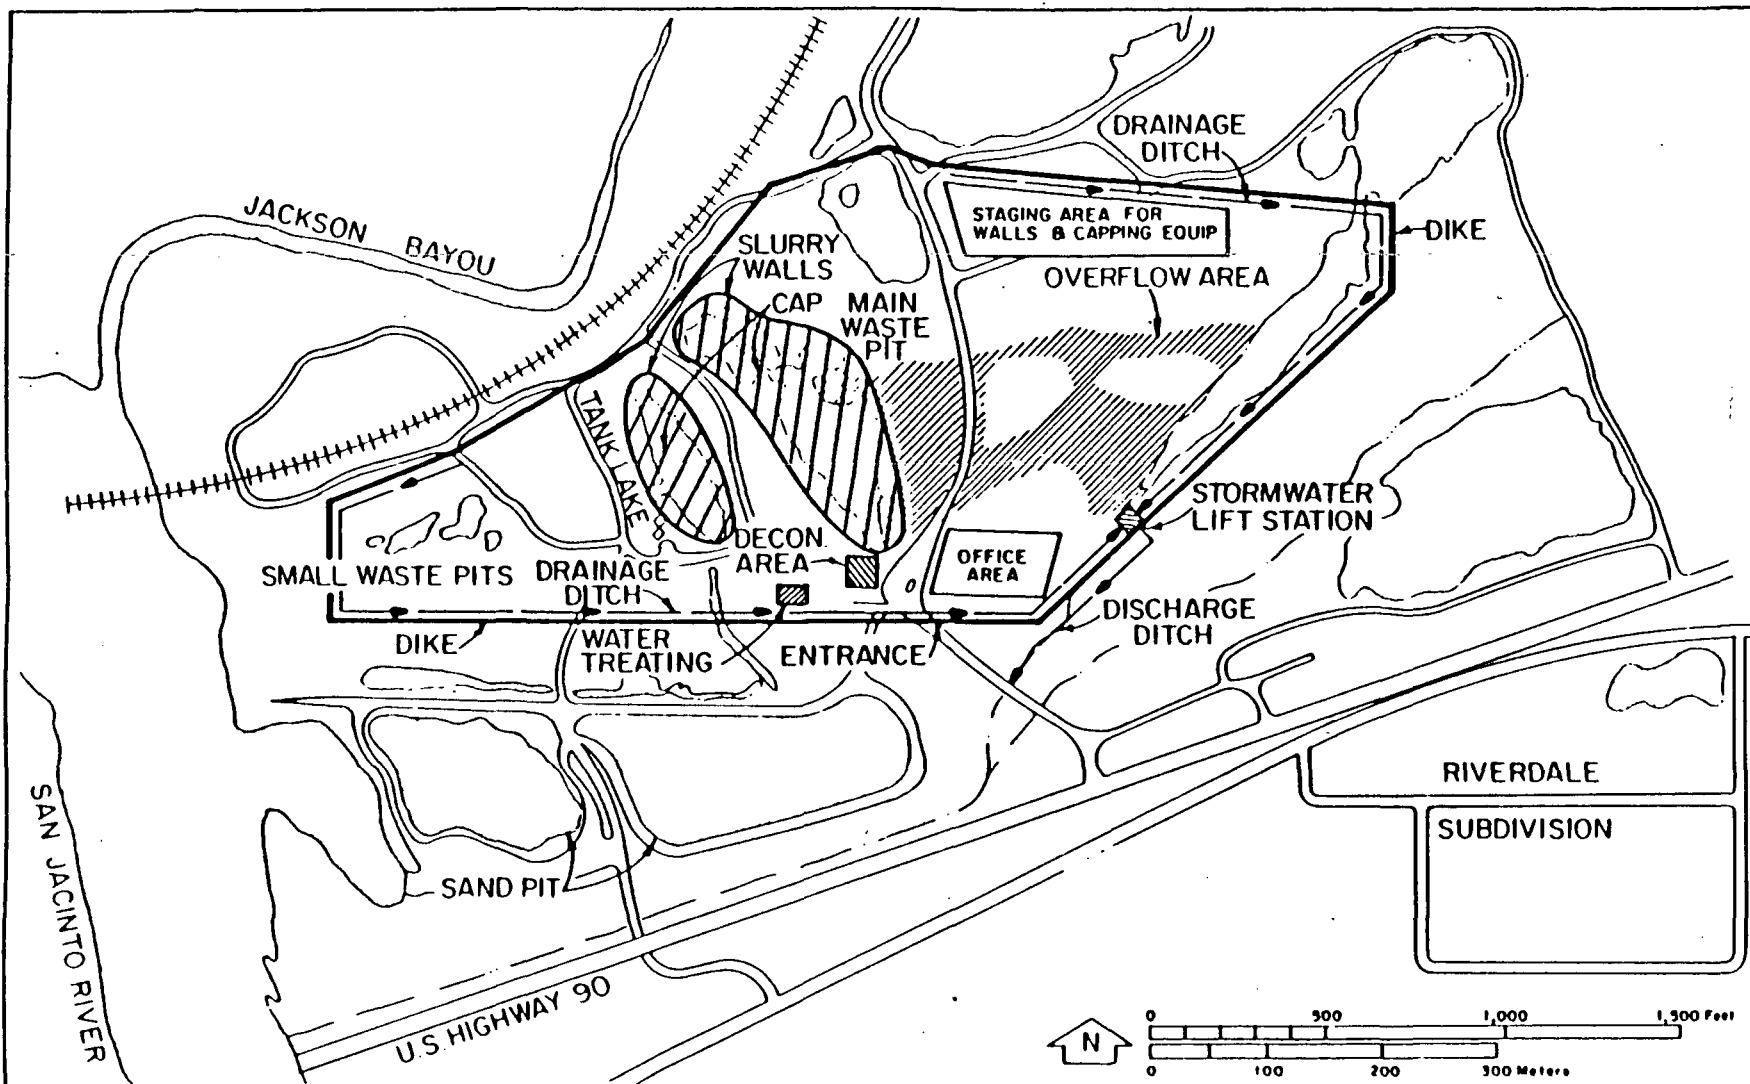 DRAINAGE
DITCH
JACKSON BAYOU
STAGING AREA FOR
WALLS & CAPPING EQUIP
DIKE
SLURRY
WALLS
OVERFLOW AREA
CAP
MAIN
WASTE
PIT
TANK LAKE
STORMWATER
LIFT STATION
DECON.
AREA
OFFICE
AREA
SMALL WASTE PITS
DRAINAGE
DITCH
DISCHARGE
DITCH
DIKE
WATER
TREATING
ENTRANCE
RIVERDALE
SUBDIVISION
SAND PIT
SAN JACINTO RIVER
U.S. HIGHWAY 90
N
0 500 1,000 1,500 Feet
0 100 200 300 Meters